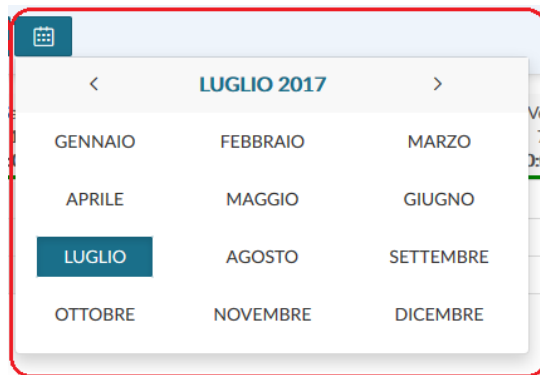 LUGLIO 2017
GENNAIO FEBBRAIO MARZO
APRILE MAGGIO GIUGNO
LUGLIO AGOSTO SETTEMBRE
OTTOBRE NOVEMBRE DICEMBRE